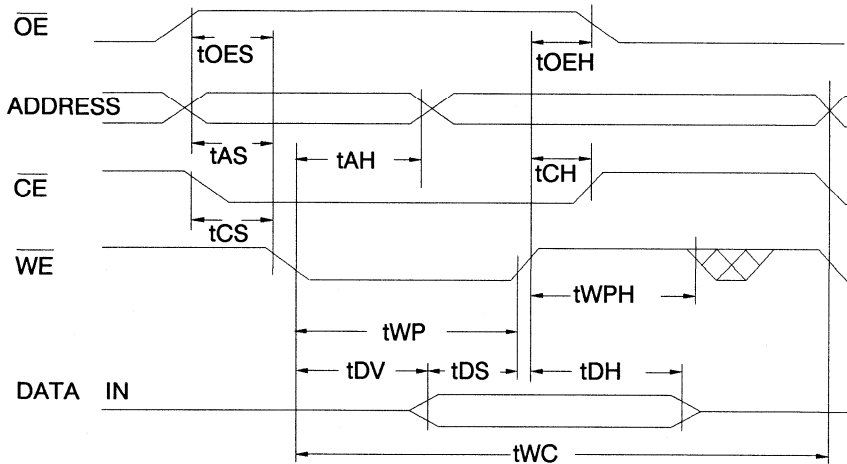 OE
tOES
tOEH
ADDRESS
tAS
tAH
tCH
CE
tCS
WE
tWPH
tWP
tDV
tDS
tDH
DATA IN
tWC